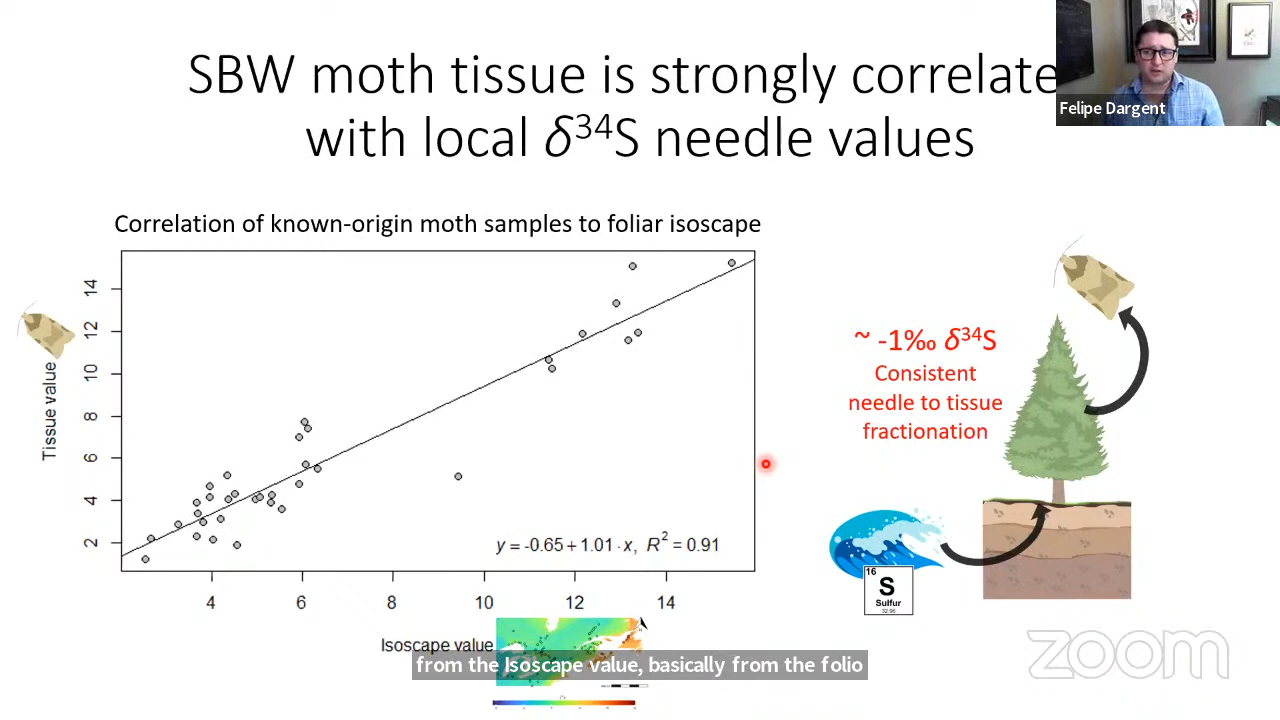 SBW moth tissue is strongly correlate
with local δ³⁴S needle values
Felipe Dargent
Correlation of known-origin moth samples to foliar isoscape
Tissue value
14
12
10
8
6
4
2
y = -0.65+1.01·x, R² = 0.91
4 6 8 10 12 14
Isoscape value
~ -1‰ δ³⁴S
Consistent
needle to tissue
fractionation
16
S
Sulfur
32.06
from the Isoscape value, basically from the folio
zoom